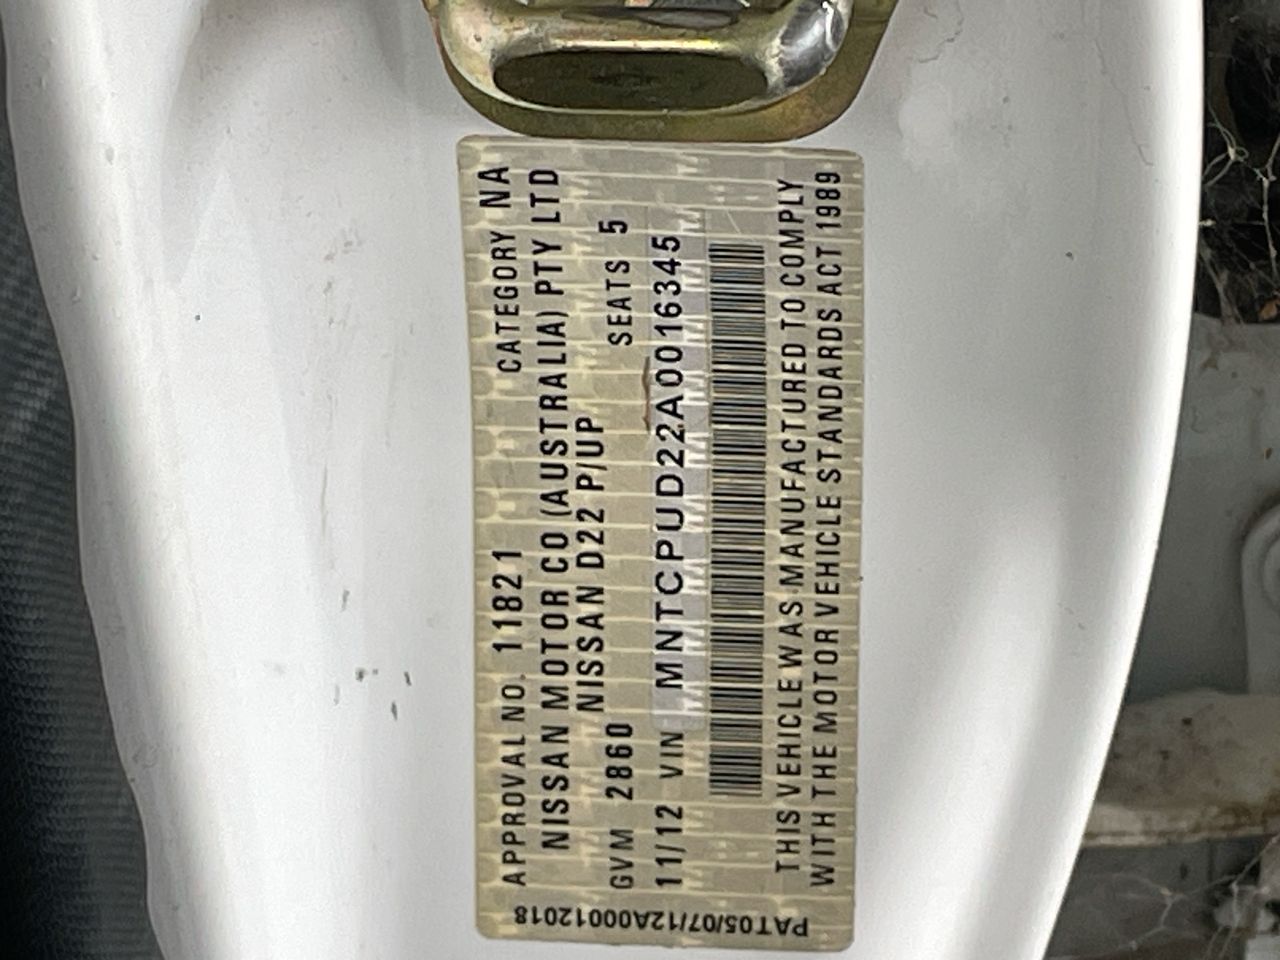 APPROVAL NO. 11821 CATEGORY NA
NISSAN MOTOR CO (AUSTRALIA) PTY LTD
NISSAN D22 P/UP
GVM 2860 SEATS 5
11/12 VIN MNTCPUD22A0016345
THIS VEHICLE WAS MANUFACTURED TO COMPLY
WITH THE MOTOR VEHICLE STANDARDS ACT 1989
PAT05/07/12A00012018